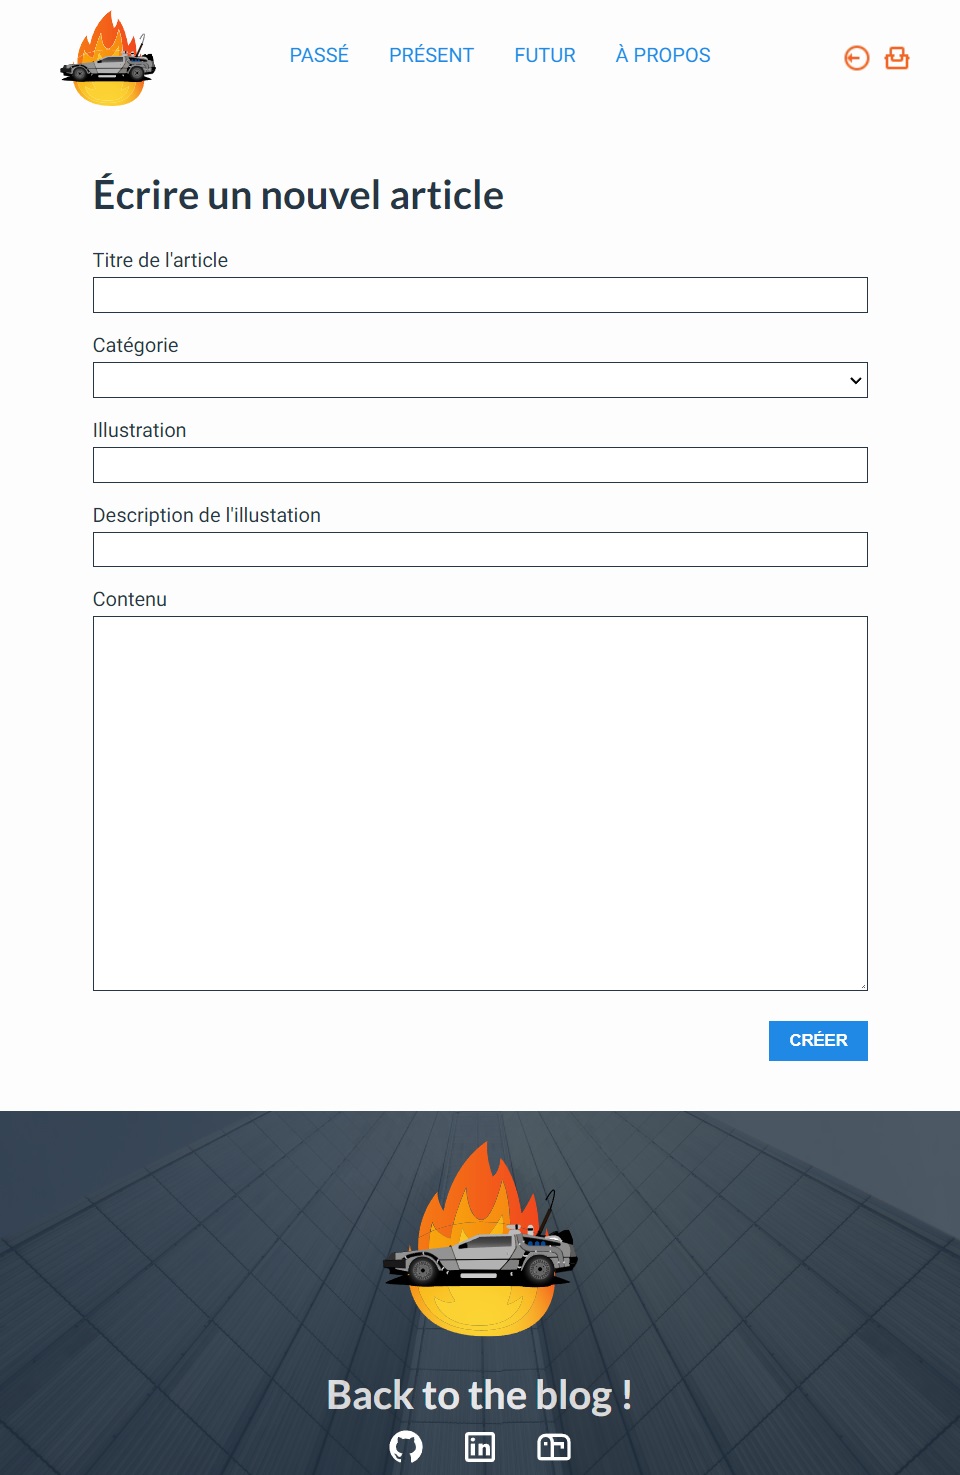 PASSÉ PRÉSENT FUTUR À PROPOS
Écrire un nouvel article
Titre de l'article
Catégorie
Illustration
Description de l'illustation
Contenu
CRÉER
Back to the blog !
in